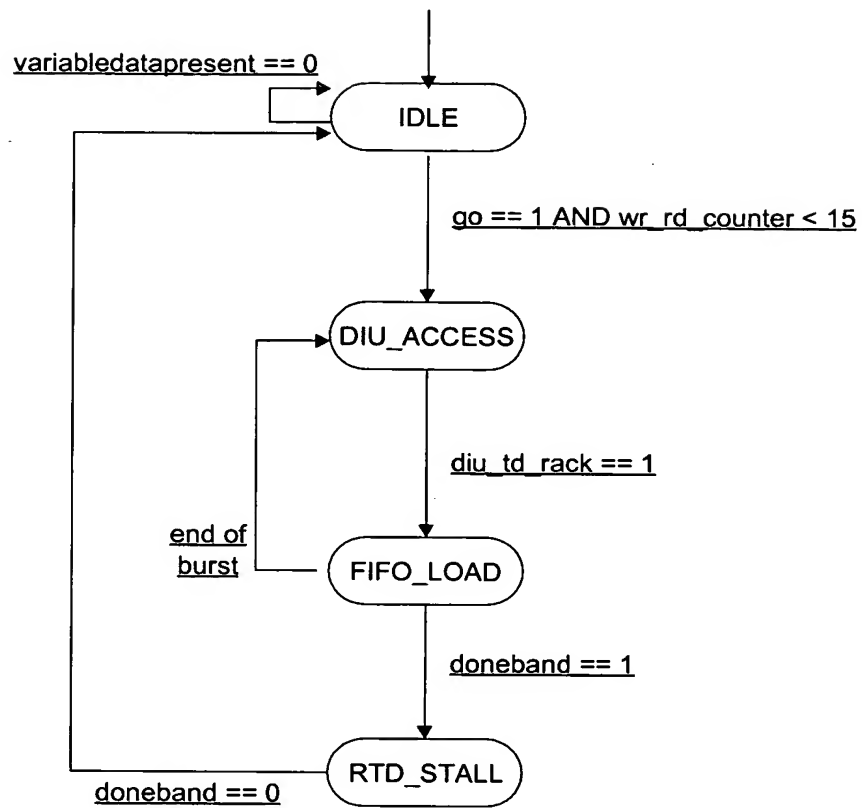 variabledatapresent == 0
IDLE
go == 1 AND wr_rd_counter < 15
DIU_ACCESS
diu_td_rack == 1
end of
burst
FIFO_LOAD
doneband == 1
RTD_STALL
doneband == 0